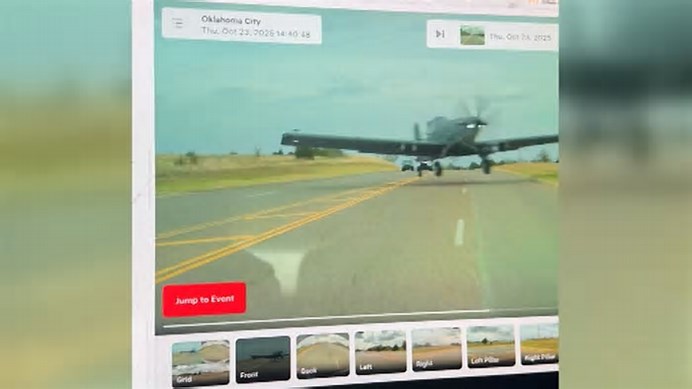 Oklahoma City
Thu, Oct 23, 2025 14:40:48
Thu, Oct 23, 2025
Jump to Event
Grid
Front
Back
Left
Right
Left Pillar
Right Pillar